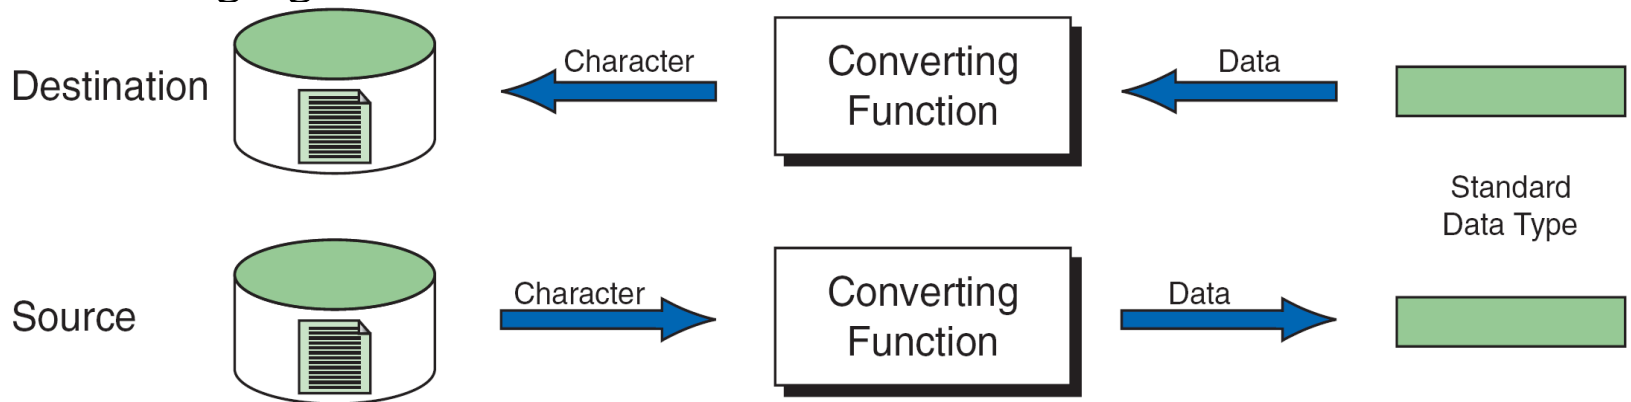 Destination
Character
Converting
Function
Data
Standard
Data Type
Source
Character
Converting
Function
Data